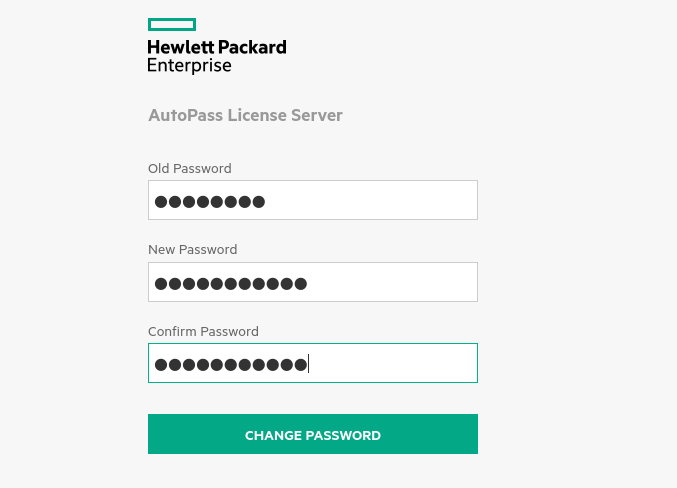 Hewlett Packard
Enterprise
AutoPass License Server
Old Password
●●●●●●●●
New Password
●●●●●●●●●●●
Confirm Password
●●●●●●●●●●●
CHANGE PASSWORD